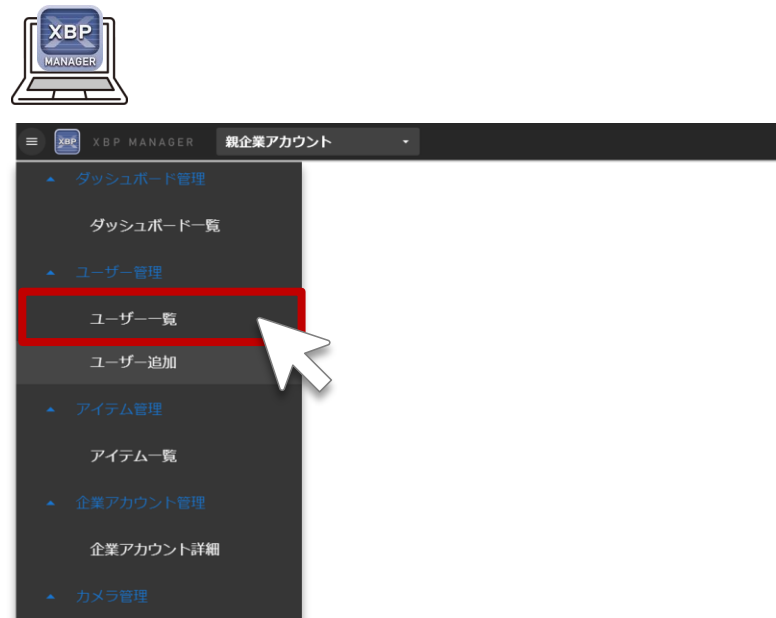 XBP
MANAGER
XBP XBP MANAGER 親企業アカウント
ダッシュボード管理
ダッシュボード一覧
ユーザー管理
ユーザー一覧
ユーザー追加
アイテム管理
アイテム一覧
企業アカウント管理
企業アカウント詳細
カメラ管理